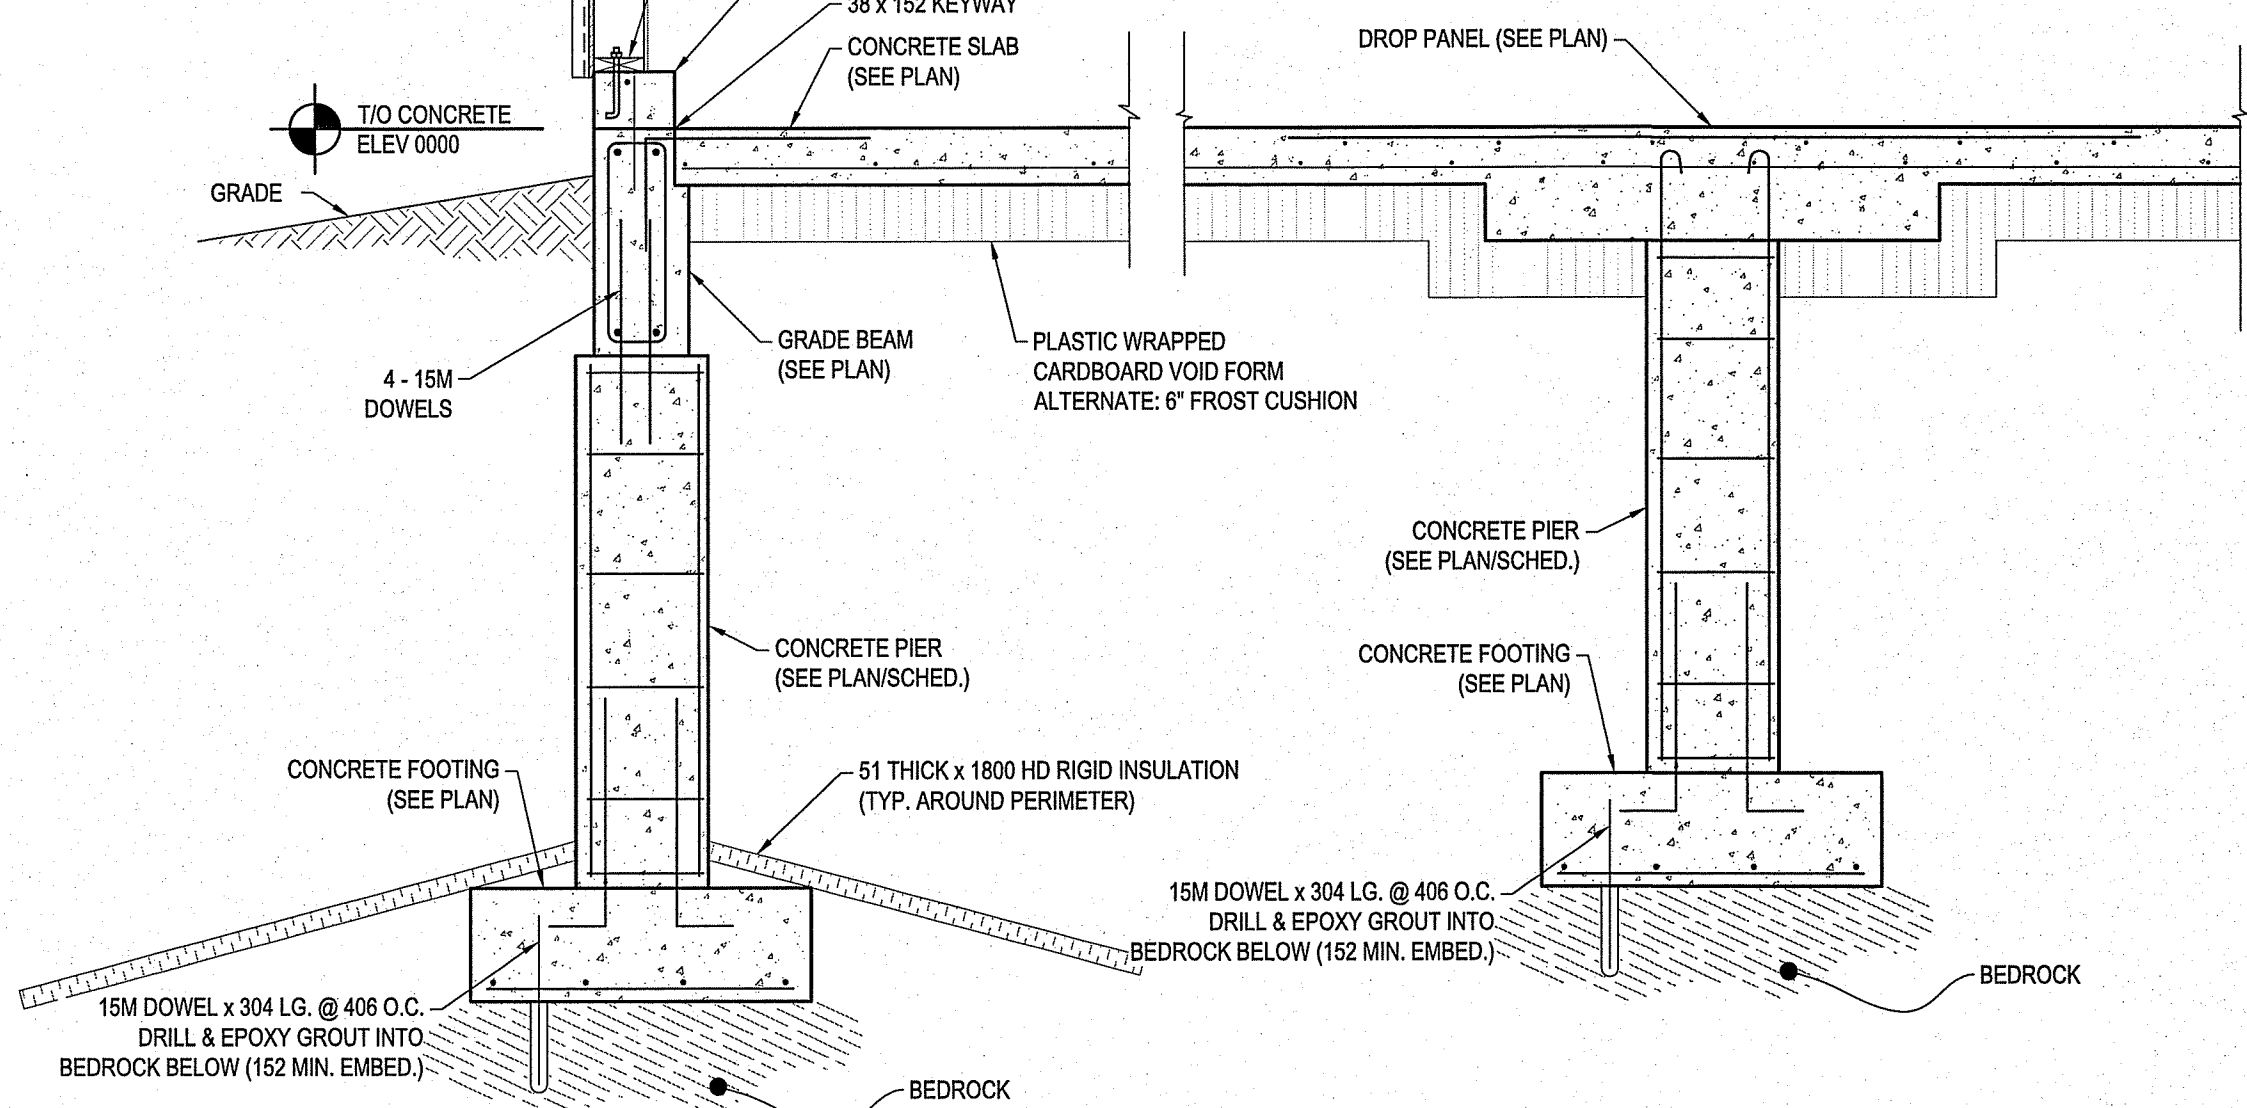 38 x 152 KEYWAY
CONCRETE SLAB
(SEE PLAN)
DROP PANEL (SEE PLAN)
T/O CONCRETE
ELEV 0000
GRADE
GRADE BEAM
(SEE PLAN)
PLASTIC WRAPPED
CARDBOARD VOID FORM
ALTERNATE: 6" FROST CUSHION
4 - 15M
DOWELS
CONCRETE PIER
(SEE PLAN/SCHED.)
CONCRETE PIER
(SEE PLAN/SCHED.)
CONCRETE FOOTING
(SEE PLAN)
CONCRETE FOOTING
(SEE PLAN)
51 THICK x 1800 HD RIGID INSULATION
(TYP. AROUND PERIMETER)
15M DOWEL x 304 LG. @ 406 O.C.
DRILL & EPOXY GROUT INTO
BEDROCK BELOW (152 MIN. EMBED.)
BEDROCK
15M DOWEL x 304 LG. @ 406 O.C.
DRILL & EPOXY GROUT INTO
BEDROCK BELOW (152 MIN. EMBED.)
BEDROCK